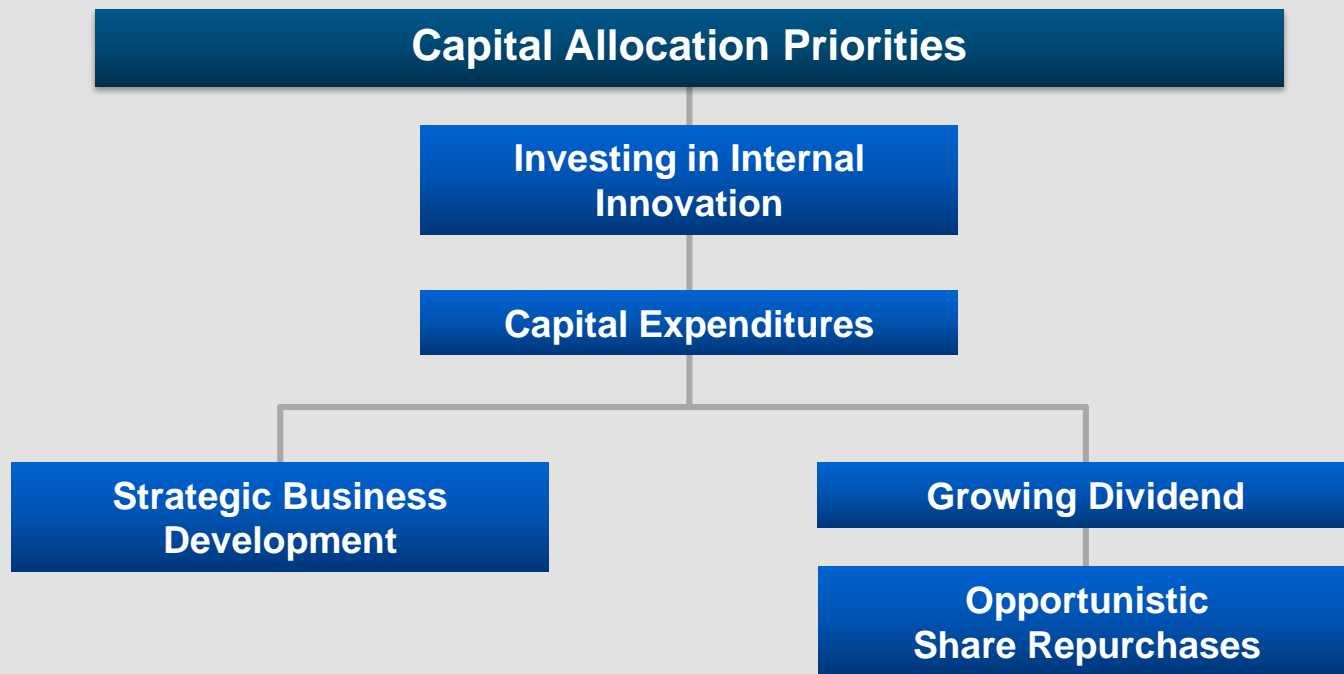 Capital Allocation Priorities
Investing in Internal
Innovation
Capital Expenditures
Strategic Business
Development
Growing Dividend
Opportunistic
Share Repurchases